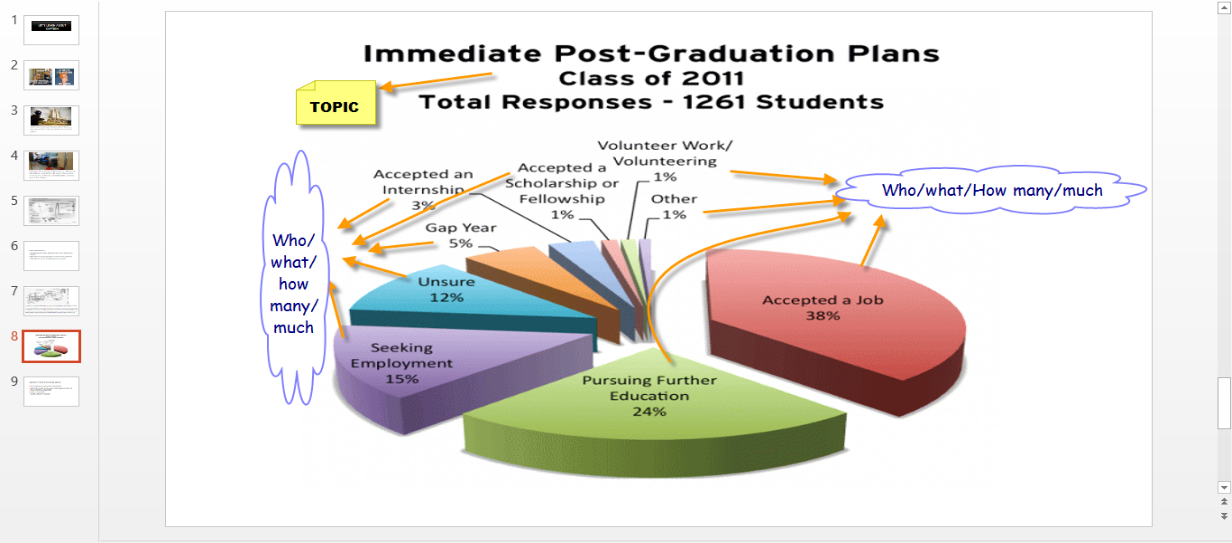 1
2
3
4
5
6
7
8
9
Immediate Post-Graduation Plans
Class of 2011
Total Responses - 1261 Students
TOPIC
Volunteer Work/
Volunteering
1%
Accepted a
Scholarship or
Fellowship
1%
Accepted an
Internship
3%
Other
1%
Gap Year
5%
Who/what/How many/much
Who/
what/
how
many/
much
Unsure
12%
Accepted a Job
38%
Seeking
Employment
15%
Pursuing Further
Education
24%